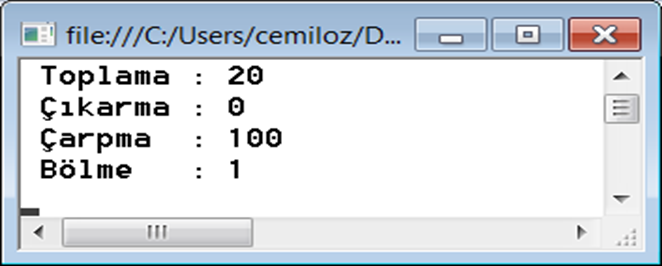 file:///C:/Users/cemiloz/D...
Toplama : 20
Çıkarma : 0
Çarpma : 100
Bölme : 1